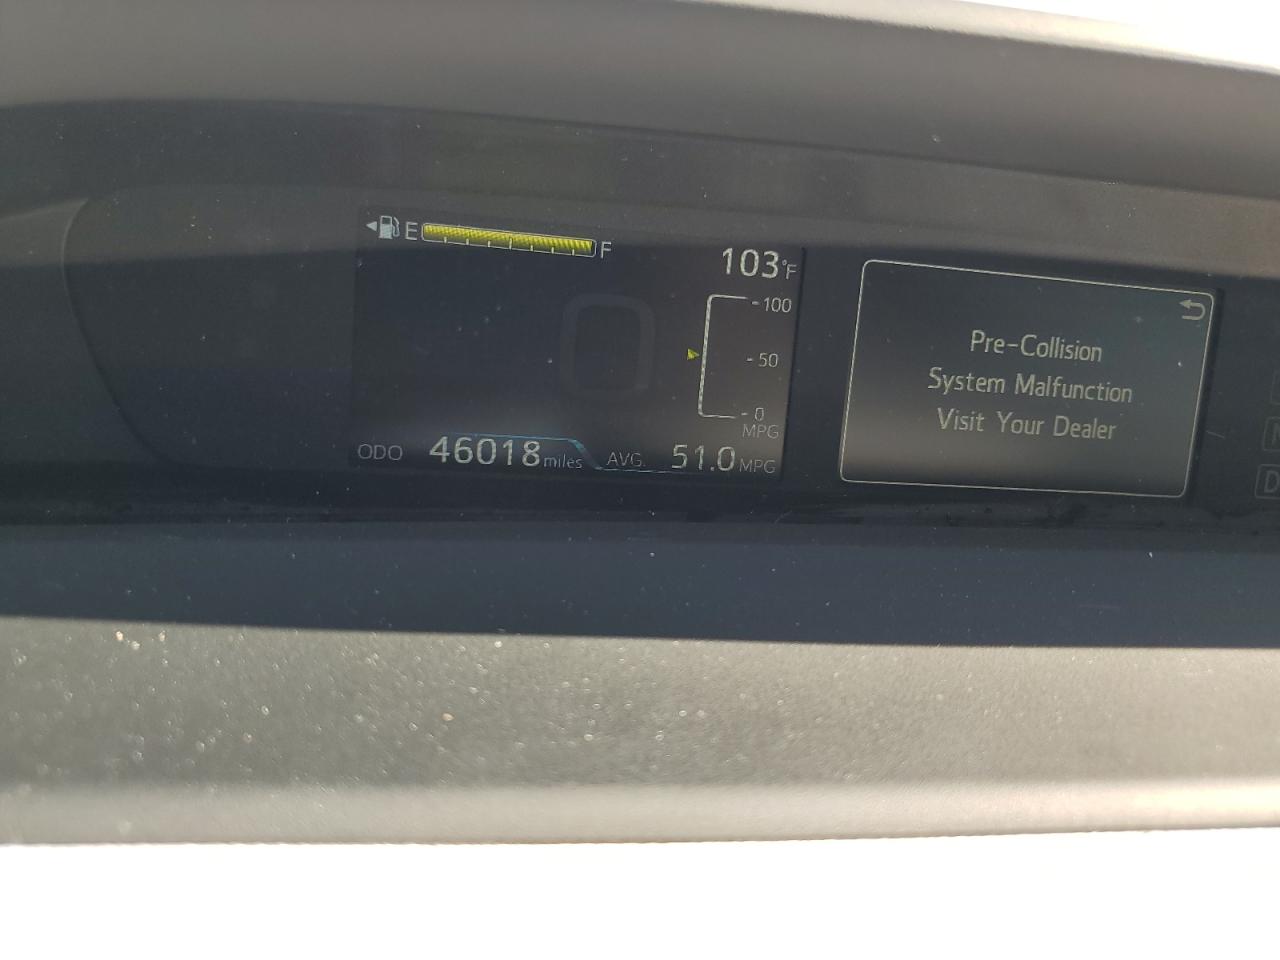 E F
103°F
- 100
- 50
- 0
MPG
ODO 46018 miles AVG. 51.0 MPG
Pre-Collision
System Malfunction
Visit Your Dealer
D